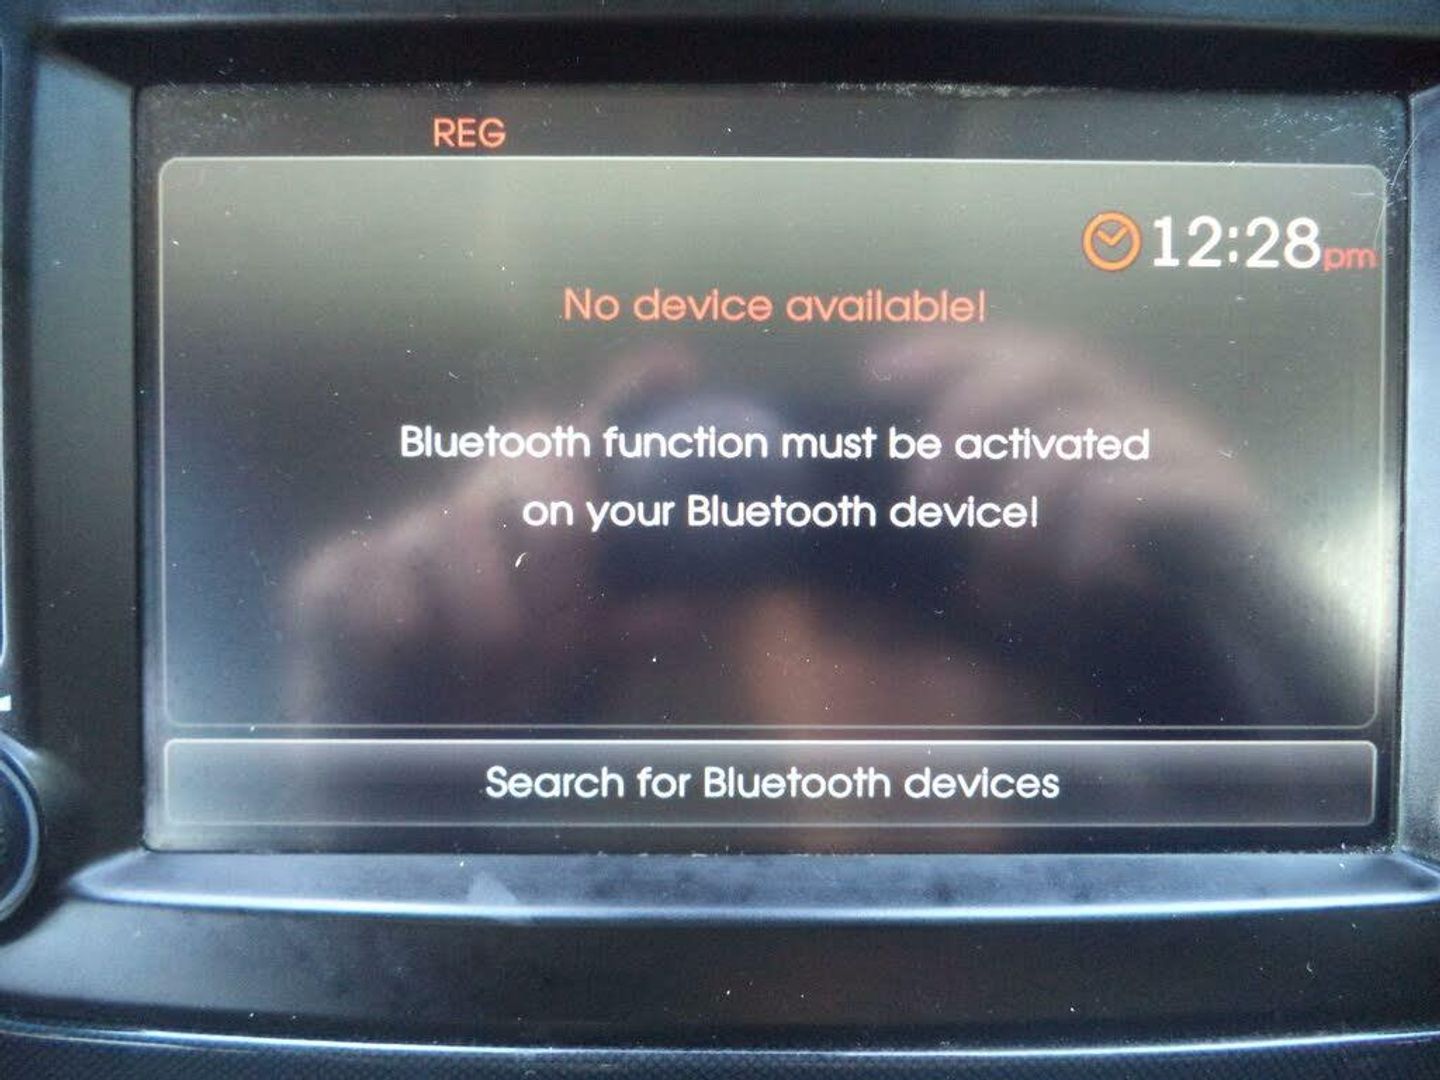 REG
12:28pm
No device available!
Bluetooth function must be activated
on your Bluetooth device!
Search for Bluetooth devices